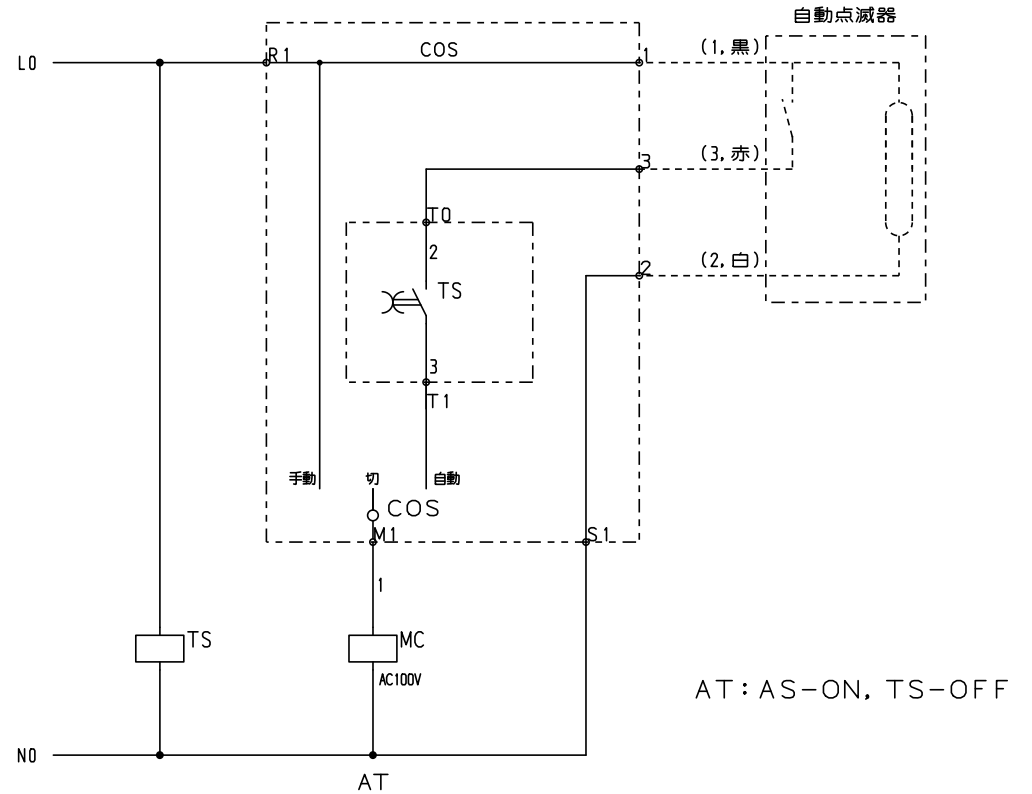 自動点滅器
L0
R1
COS
1
(1,黒)
3
(3,赤)
T0
2
2
(2,白)
TS
3
T1
手動
切
自動
COS
M1
S1
1
TS
MC
AC100V
AT:AS-ON, TS-OFF
N0
AT